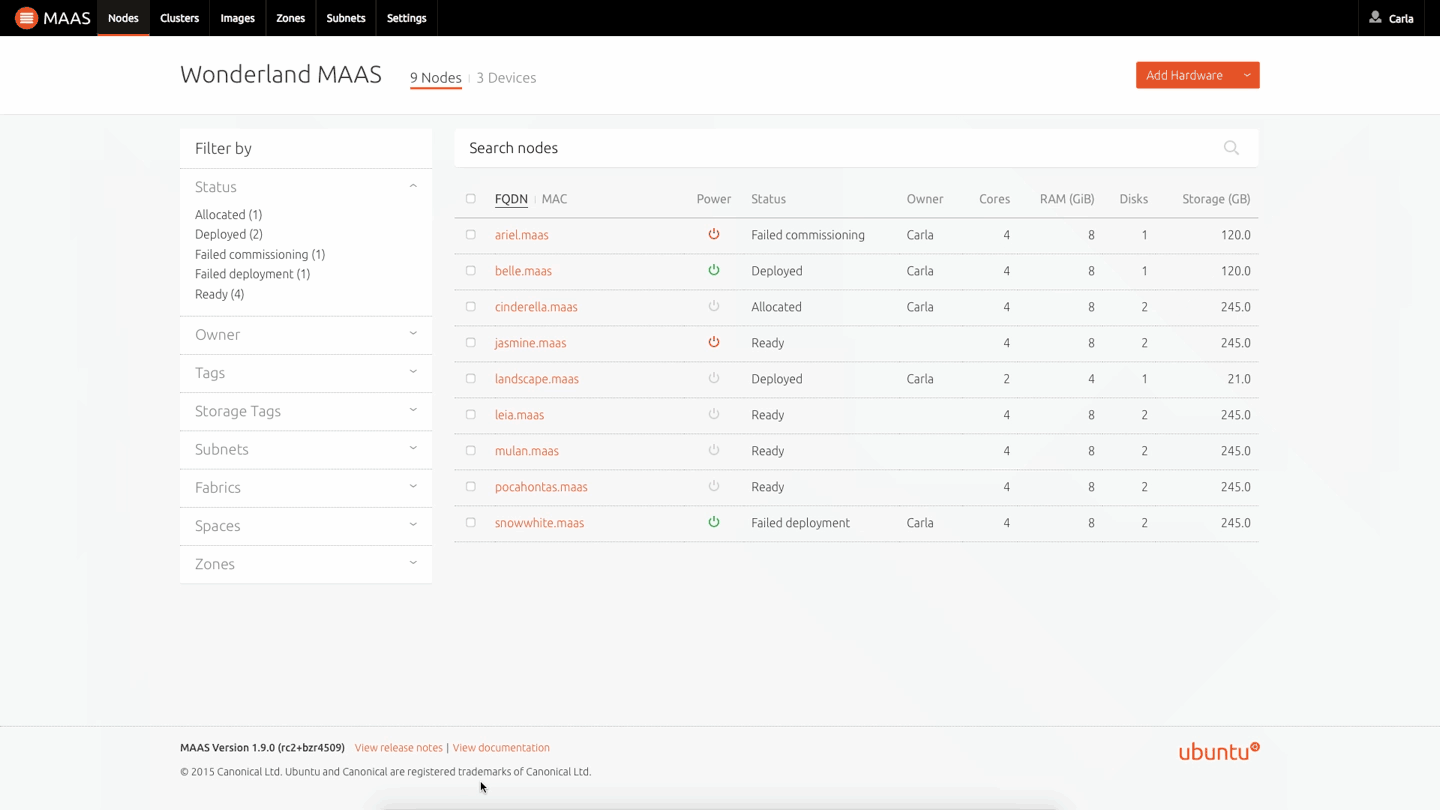 MAAS Nodes Clusters Images Zones Subnets Settings Carla
Wonderland MAAS 9 Nodes 3 Devices Add Hardware
Filter by
Status
Allocated (1)
Deployed (2)
Failed commissioning (1)
Failed deployment (1)
Ready (4)
Owner
Tags
Storage Tags
Subnets
Fabrics
Spaces
Zones
Search nodes
FQDN MAC Power Status Owner Cores RAM (GiB) Disks Storage (GB)
ariel.maas Failed commissioning Carla 4 8 1 120.0
belle.maas Deployed Carla 4 8 1 120.0
cinderella.maas Allocated Carla 4 8 2 245.0
jasmine.maas Ready 4 8 2 245.0
landscape.maas Deployed Carla 2 4 1 21.0
leia.maas Ready 4 8 2 245.0
mulan.maas Ready 4 8 2 245.0
pocahontas.maas Ready 4 8 2 245.0
snowwhite.maas Failed deployment Carla 4 8 2 245.0
MAAS Version 1.9.0 (rc2+bzr4509) View release notes | View documentation
© 2015 Canonical Ltd. Ubuntu and Canonical are registered trademarks of Canonical Ltd.
ubuntu